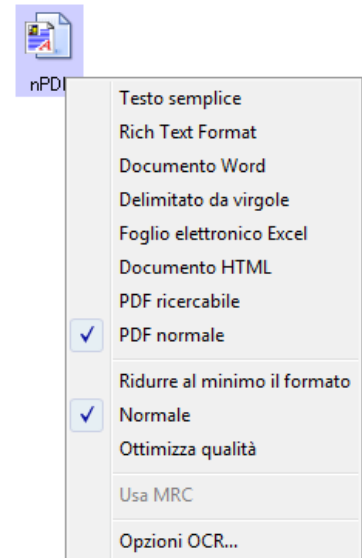 nPDF
Testo semplice
Rich Text Format
Documento Word
Delimitato da virgole
Foglio elettronico Excel
Documento HTML
PDF ricercabile
PDF normale
Ridurre al minimo il formato
Normale
Ottimizza qualità
Usa MRC
Opzioni OCR...